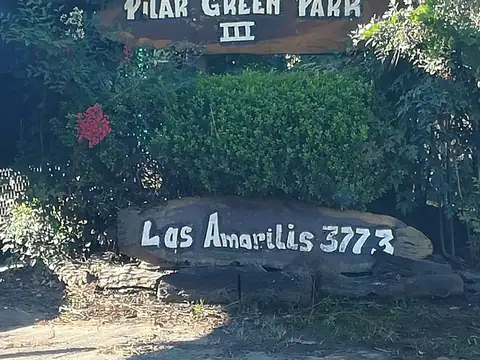 Pilar Green Park
III
Las Amarilis 3773